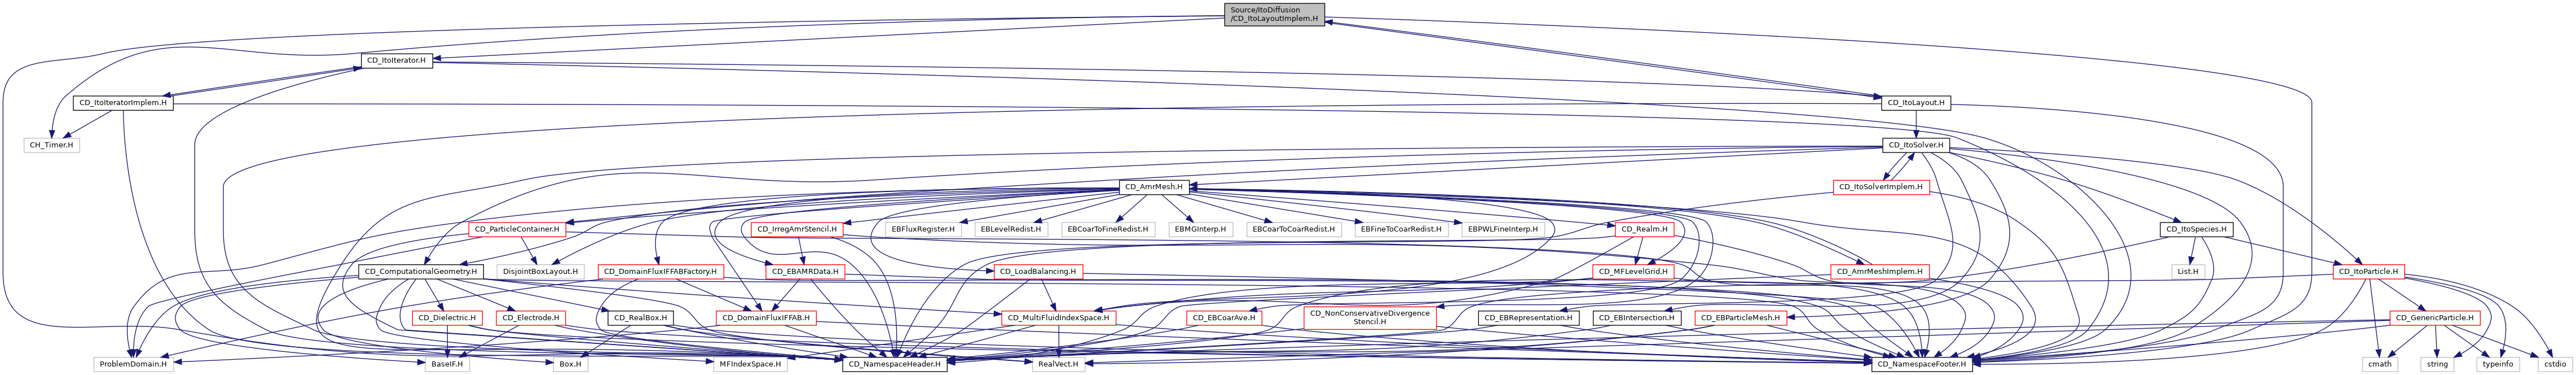 Source/ItoDiffusion
/CD_ItoLayoutImplem.H
CD_ItoIterator.H
CD_ItoIteratorImplem.H
CD_ItoLayout.H
CH_Timer.H
CD_ItoSolver.H
CD_AmrMesh.H
CD_ItoSolverImplem.H
CD_ParticleContainer.H
CD_IrregAmrStencil.H
EBFluxRegister.H
EBLevelRedist.H
EBCoarToFineRedist.H
EBMGInterp.H
EBCoarToCoarRedist.H
EBFineToCoarRedist.H
EBPWLFineInterp.H
CD_Realm.H
CD_ItoSpecies.H
CD_ComputationalGeometry.H
DisjointBoxLayout.H
CD_DomainFluxIFFABFactory.H
CD_EBAMRData.H
CD_LoadBalancing.H
CD_MFLevelGrid.H
CD_AmrMeshImplem.H
List.H
CD_ItoParticle.H
CD_Dielectric.H
CD_Electrode.H
CD_RealBox.H
CD_DomainFluxIFFAB.H
CD_MultiFluidIndexSpace.H
CD_EBCoarAve.H
CD_NonConservativeDivergence
Stencil.H
CD_EBRepresentation.H
CD_EBIntersection.H
CD_EBParticleMesh.H
CD_GenericParticle.H
ProblemDomain.H
BaseIF.H
Box.H
MFIndexSpace.H
CD_NamespaceHeader.H
RealVect.H
CD_NamespaceFooter.H
cmath
string
typeinfo
cstdio